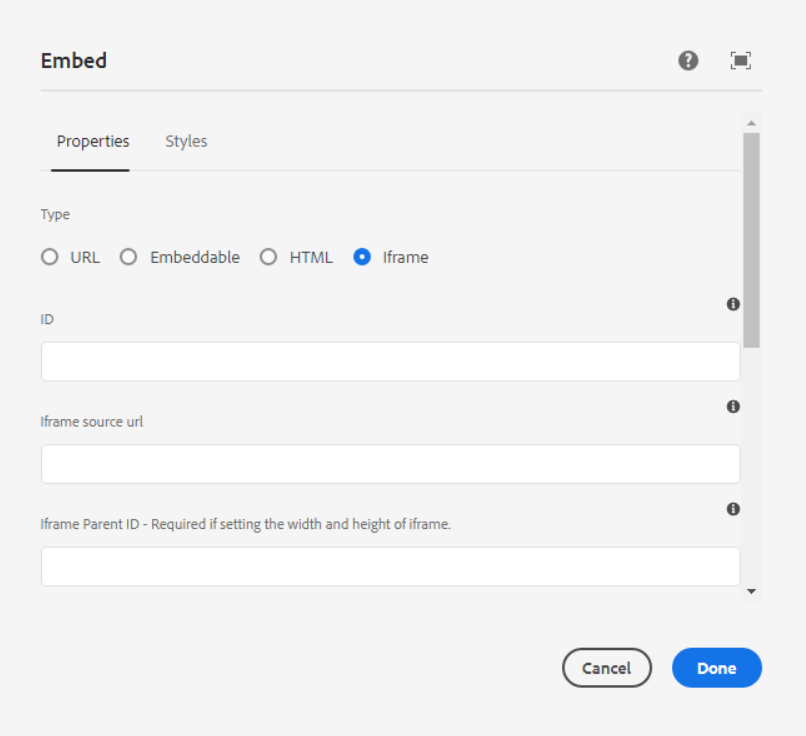 Embed
Properties Styles
Type
URL Embeddable HTML Iframe
ID
Iframe source url
Iframe Parent ID - Required if setting the width and height of iframe.
Cancel Done